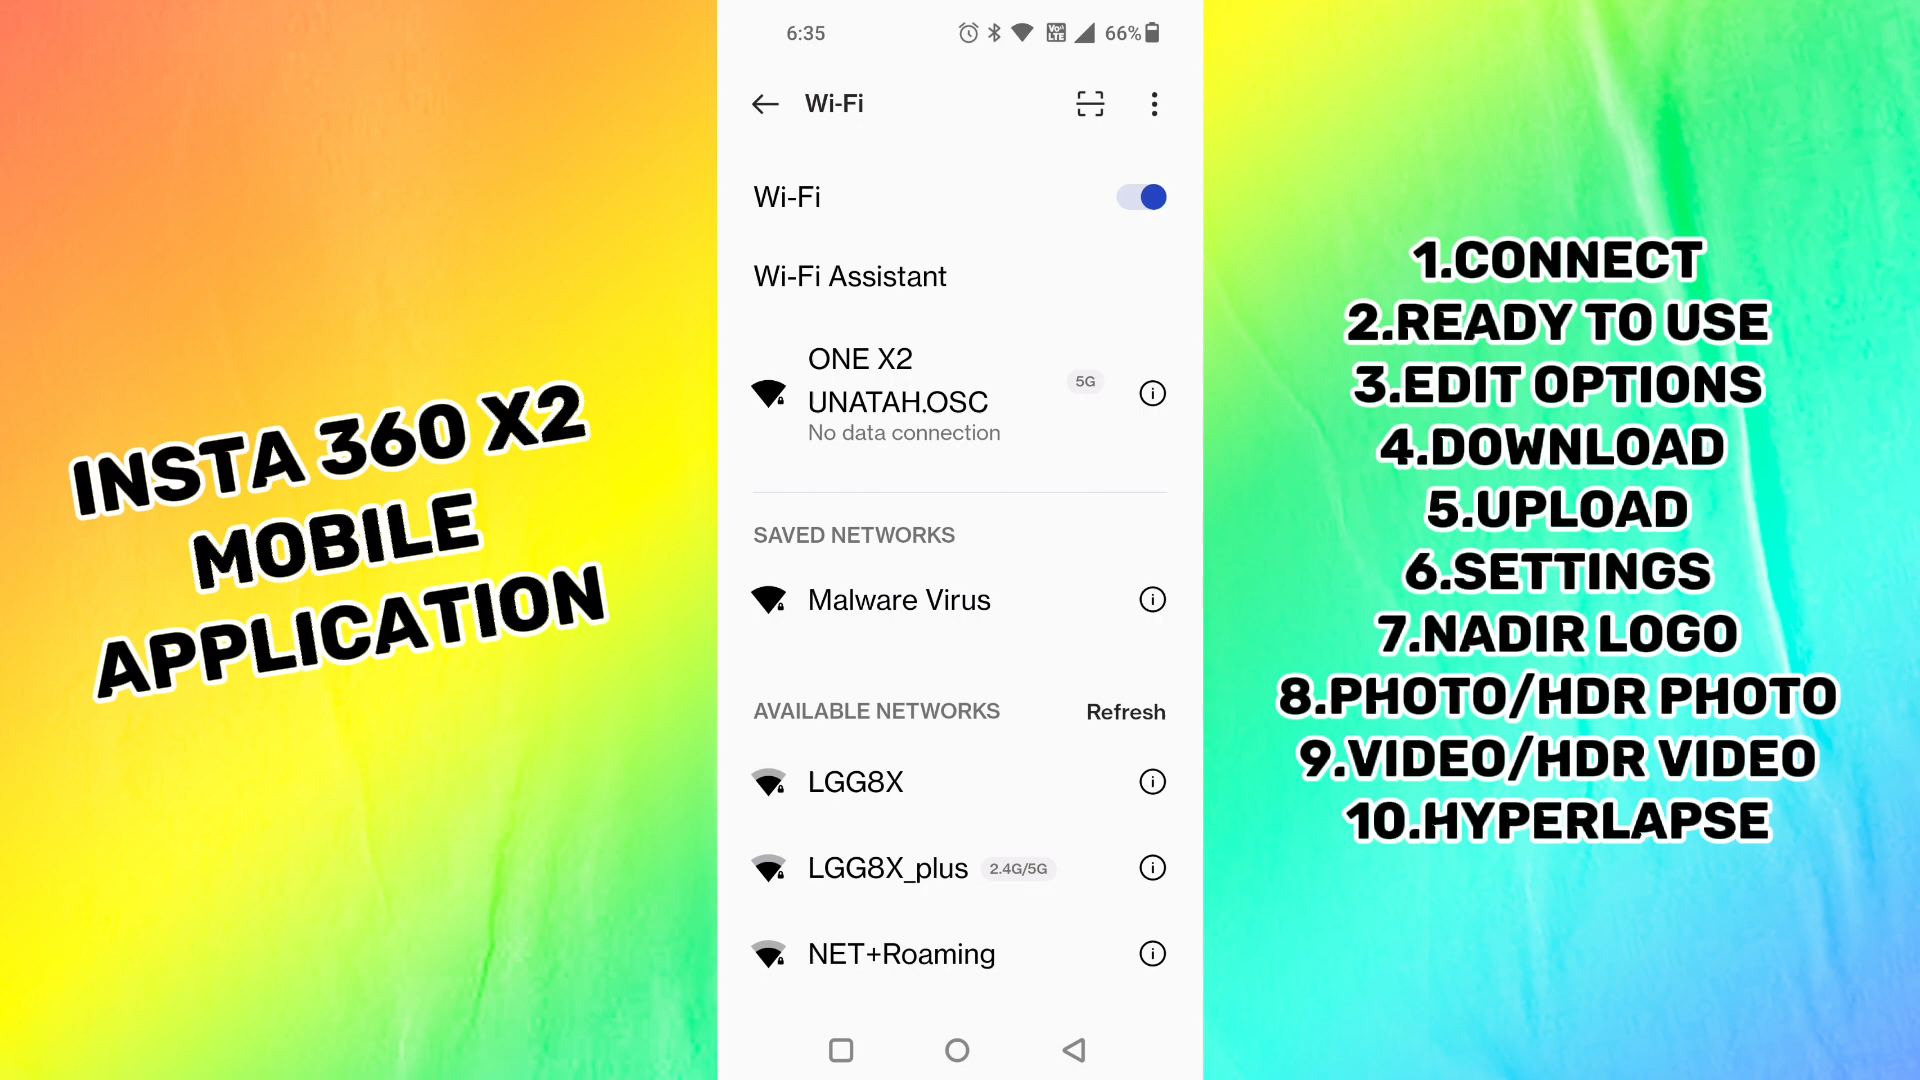 INSTA 360 X2
MOBILE
APPLICATION
6:35
Vo
LTE
66%
Wi-Fi
Wi-Fi
Wi-Fi Assistant
ONE X2
UNATAH.OSC
5G
No data connection
SAVED NETWORKS
Malware Virus
AVAILABLE NETWORKS
Refresh
LGG8X
LGG8X_plus 2.4G/5G
NET+Roaming
1.CONNECT
2.READY TO USE
3.EDIT OPTIONS
4.DOWNLOAD
5.UPLOAD
6.SETTINGS
7.NADIR LOGO
8.PHOTO/HDR PHOTO
9.VIDEO/HDR VIDEO
10.HYPERLAPSE